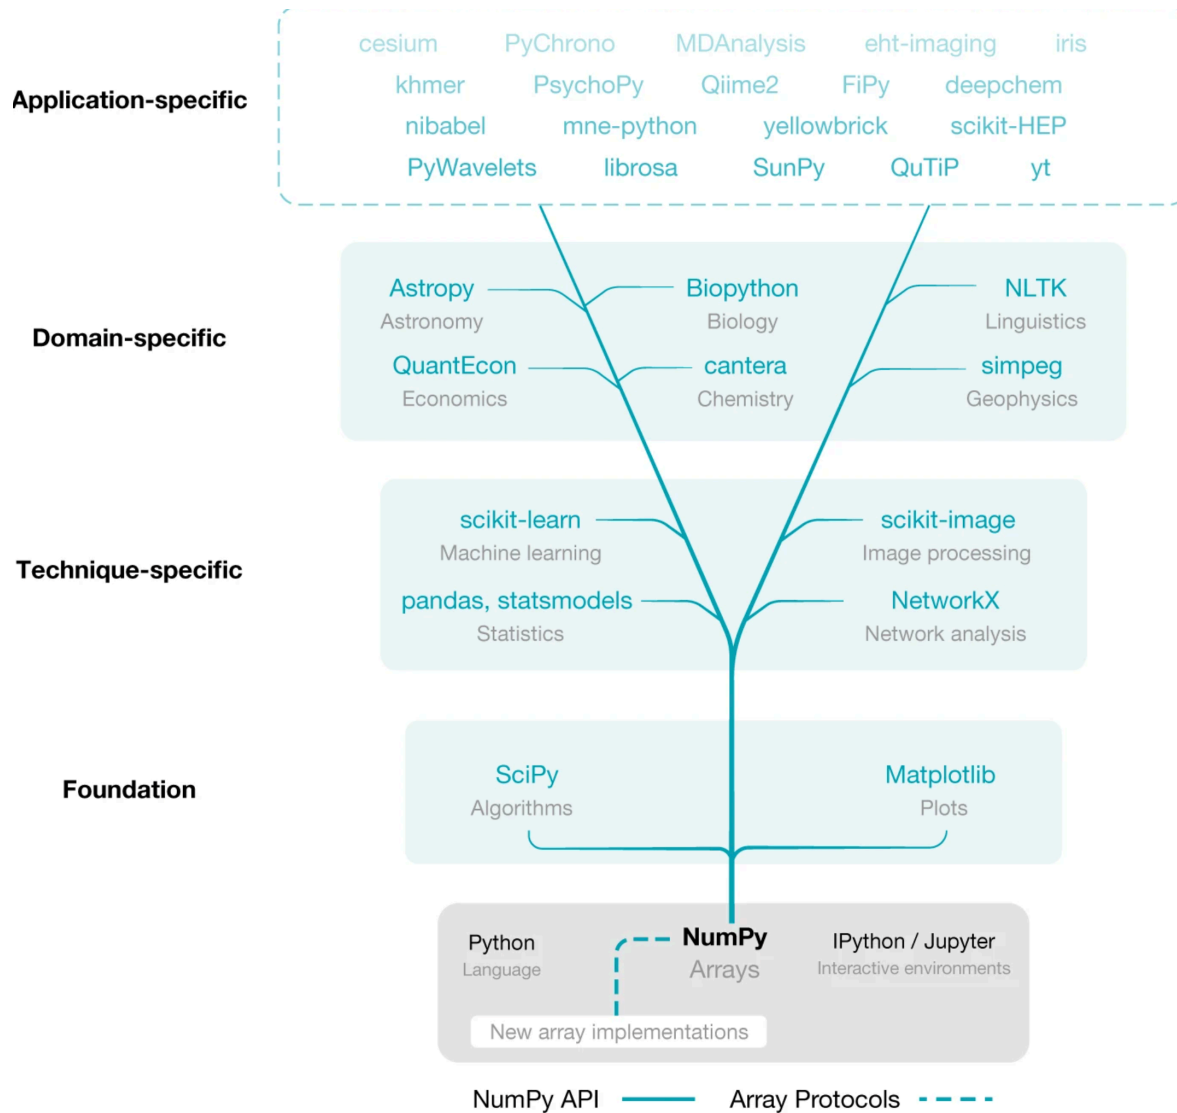 cesium PyChrono MDAnalysis eht-imaging iris
khmer PsychoPy Qiime2 FiPy deepchem
Application-specific
nibabel mne-python yellowbrick scikit-HEP
PyWavelets librosa SunPy QuTiP yt
Astropy Biopython NLTK
Astronomy Biology Linguistics
Domain-specific
QuantEcon cantera simpeg
Economics Chemistry Geophysics
scikit-learn scikit-image
Machine learning Image processing
Technique-specific
pandas, statsmodels NetworkX
Statistics Network analysis
SciPy Matplotlib
Foundation
Algorithms Plots
Python NumPy IPython / Jupyter
Language Arrays Interactive environments
New array implementations
NumPy API Array Protocols